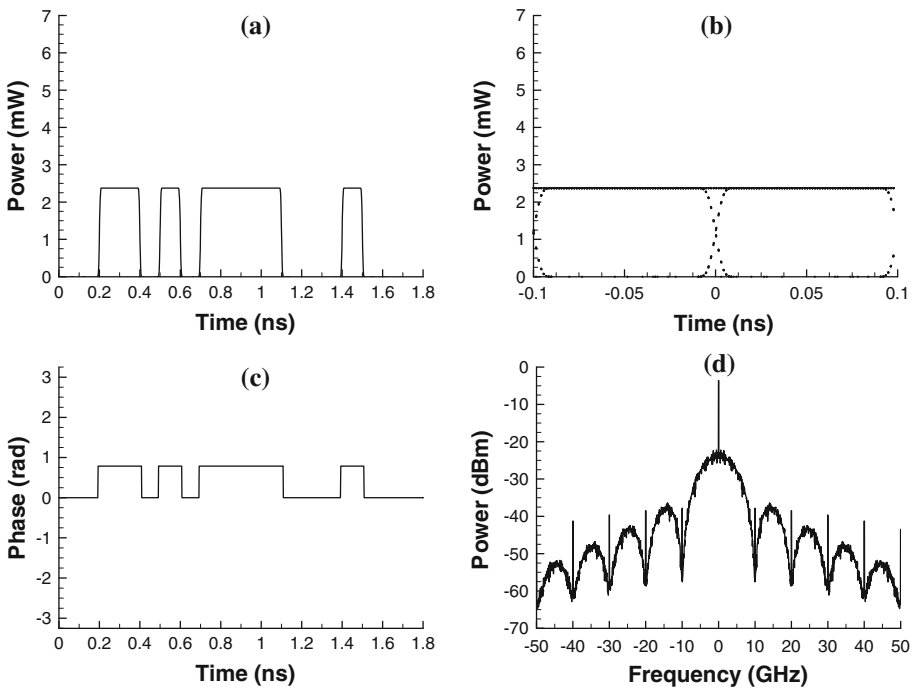 (a)
7
6
5
4
3
2
1
0
Power (mW)
0 0.2 0.4 0.6 0.8 1 1.2 1.4 1.6 1.8
Time (ns)
(b)
7
6
5
4
3
2
1
0
Power (mW)
-0.1 -0.05 0 0.05 0.1
Time (ns)
(c)
3
2
1
0
-1
-2
-3
Phase (rad)
0 0.2 0.4 0.6 0.8 1 1.2 1.4 1.6 1.8
Time (ns)
(d)
0
-10
-20
-30
-40
-50
-60
-70
Power (dBm)
-50 -40 -30 -20 -10 0 10 20 30 40 50
Frequency (GHz)